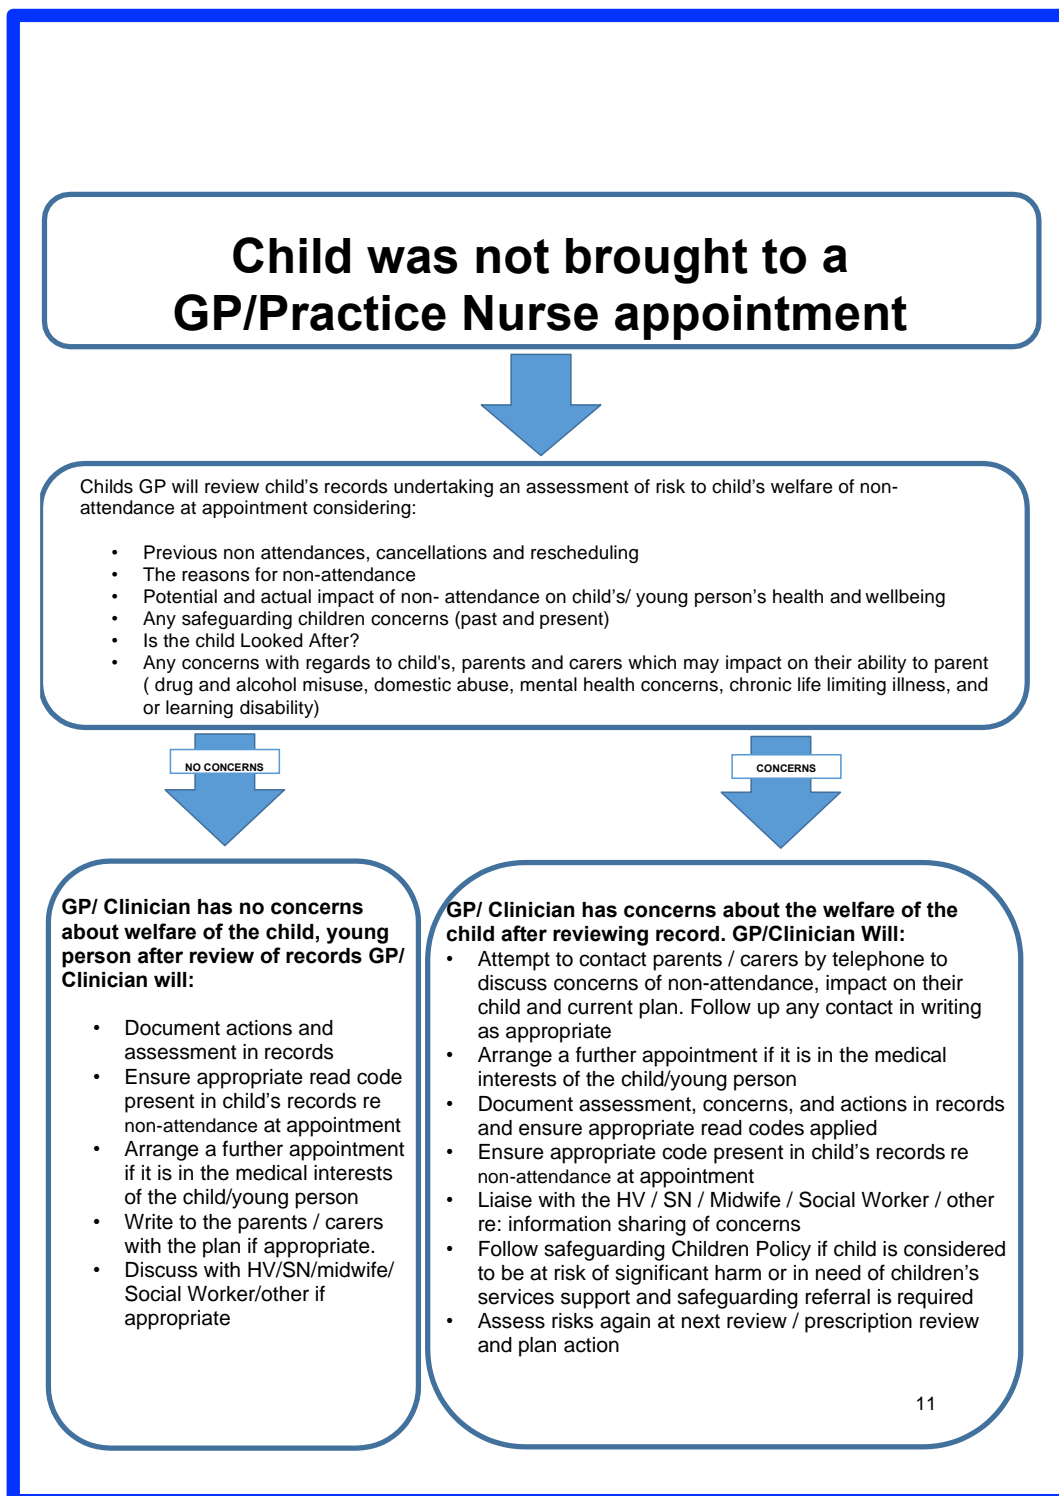 Child was not brought to a
GP/Practice Nurse appointment
Childs GP will review child's records undertaking an assessment of risk to child's welfare of non-
attendance at appointment considering:
• Previous non attendances, cancellations and rescheduling
• The reasons for non-attendance
• Potential and actual impact of non- attendance on child's/ young person's health and wellbeing
• Any safeguarding children concerns (past and present)
• Is the child Looked After?
• Any concerns with regards to child's, parents and carers which may impact on their ability to parent
( drug and alcohol misuse, domestic abuse, mental health concerns, chronic life limiting illness, and
or learning disability)
NO CONCERNS
CONCERNS
GP/ Clinician has no concerns
about welfare of the child, young
person after review of records GP/
Clinician will:
• Document actions and
assessment in records
• Ensure appropriate read code
present in child's records re
non-attendance at appointment
• Arrange a further appointment
if it is in the medical interests
of the child/young person
• Write to the parents / carers
with the plan if appropriate.
• Discuss with HV/SN/midwife/
Social Worker/other if
appropriate
GP/ Clinician has concerns about the welfare of the
child after reviewing record. GP/Clinician Will:
• Attempt to contact parents / carers by telephone to
discuss concerns of non-attendance, impact on their
child and current plan. Follow up any contact in writing
as appropriate
• Arrange a further appointment if it is in the medical
interests of the child/young person
• Document assessment, concerns, and actions in records
and ensure appropriate read codes applied
• Ensure appropriate code present in child's records re
non-attendance at appointment
• Liaise with the HV / SN / Midwife / Social Worker / other
re: information sharing of concerns
• Follow safeguarding Children Policy if child is considered
to be at risk of significant harm or in need of children's
services support and safeguarding referral is required
• Assess risks again at next review / prescription review
and plan action
11